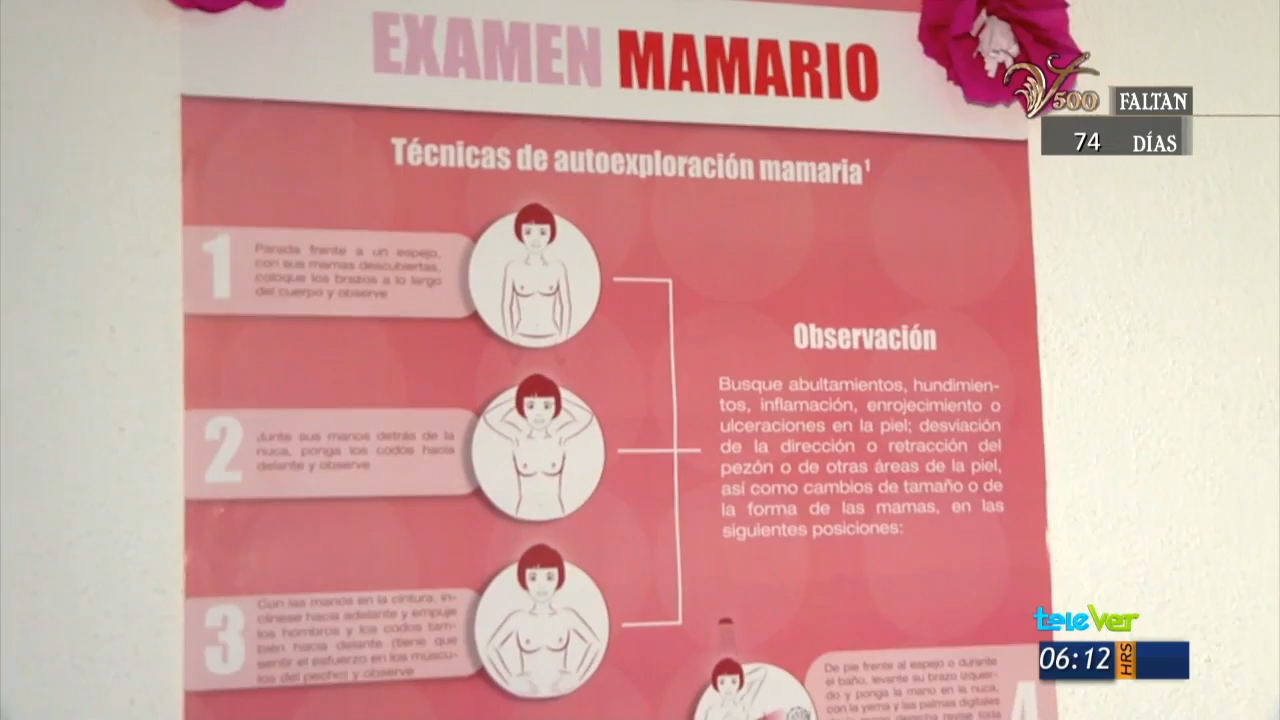 EXAMEN MAMARIO
500 FALTAN
74 DÍAS
Técnicas de autoexploración mamaria¹
1
Parada frente a un espejo,
con sus mamas descubiertas,
coloque los brazos a lo largo
del cuerpo y observe
2
Junte sus manos detrás de la
nuca, ponga los codos hacia
delante y observe
3
Con las manos en la cintura, in-
clínese hacia adelante y empuje
los hombros y los codos tam-
bién hacia delante (tiene que
sentir el esfuerzo en los múscu-
los del pecho) y observe
Observación
Busque abultamientos, hundimien-
tos, inflamación, enrojecimiento o
ulceraciones en la piel; desviación
de la dirección o retracción del
pezón o de otras áreas de la piel,
así como cambios de tamaño o de
la forma de las mamas, en las
siguientes posiciones:
De pie frente al espejo o durante
el baño, levante su brazo izquier-
do y ponga la mano en la nuca,
con la yema y las palmas digitales
4
teleVer
06:12 HRS